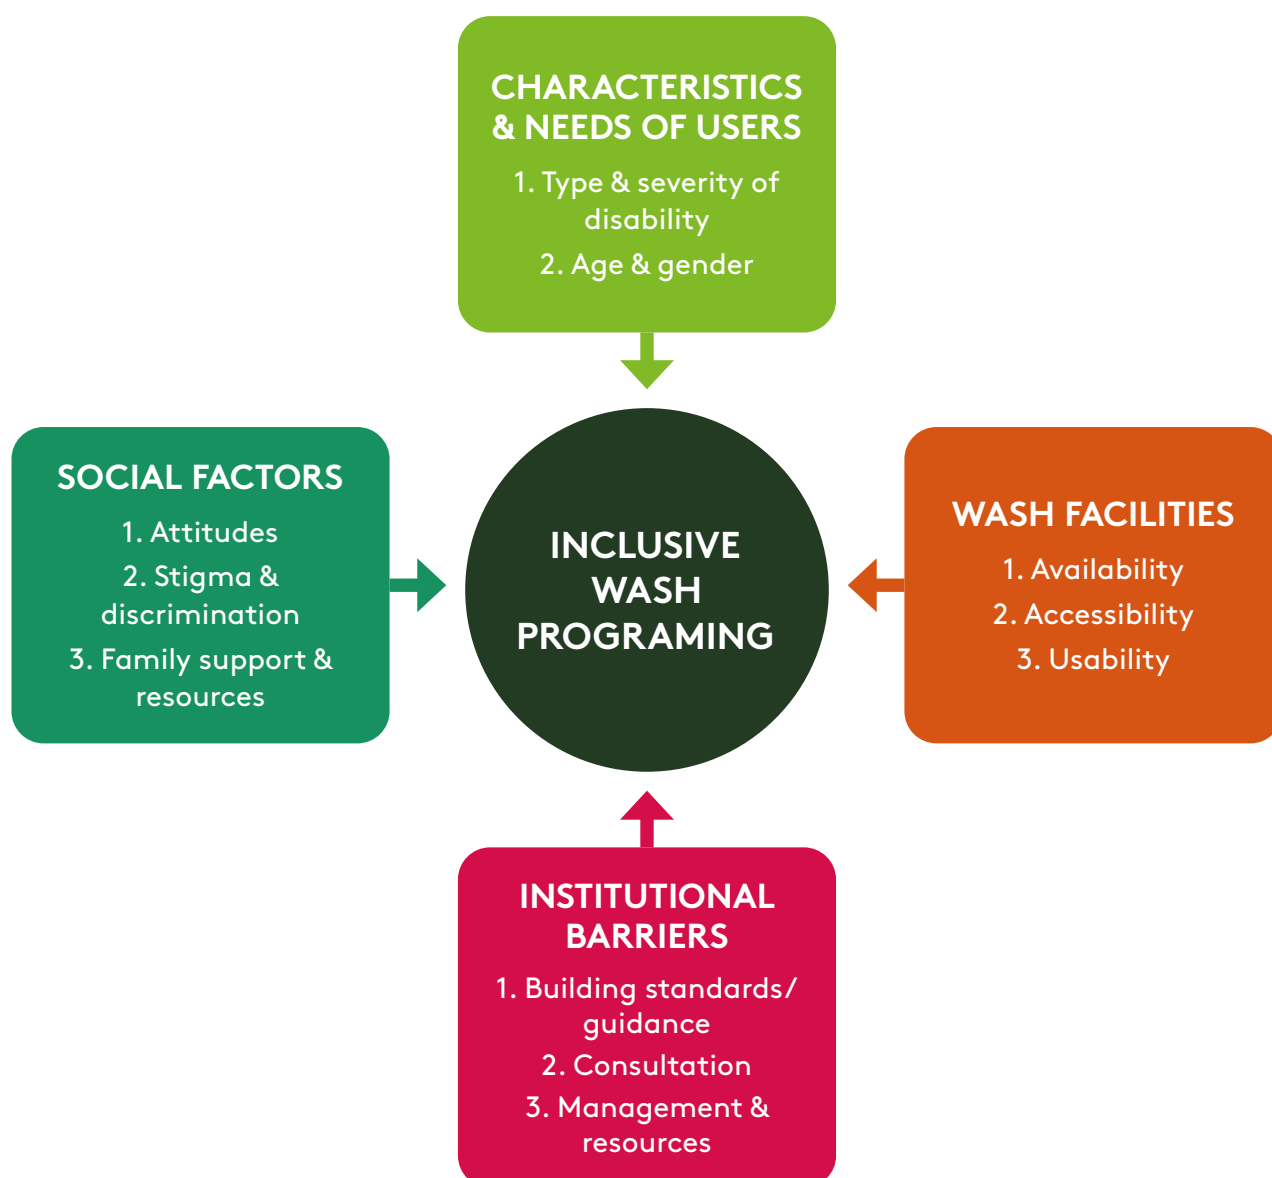 CHARACTERISTICS
& NEEDS OF USERS
1. Type & severity of
disability
2. Age & gender
SOCIAL FACTORS
1. Attitudes
2. Stigma &
discrimination
3. Family support &
resources
INCLUSIVE
WASH
PROGRAMING
WASH FACILITIES
1. Availability
2. Accessibility
3. Usability
INSTITUTIONAL
BARRIERS
1. Building standards/
guidance
2. Consultation
3. Management &
resources